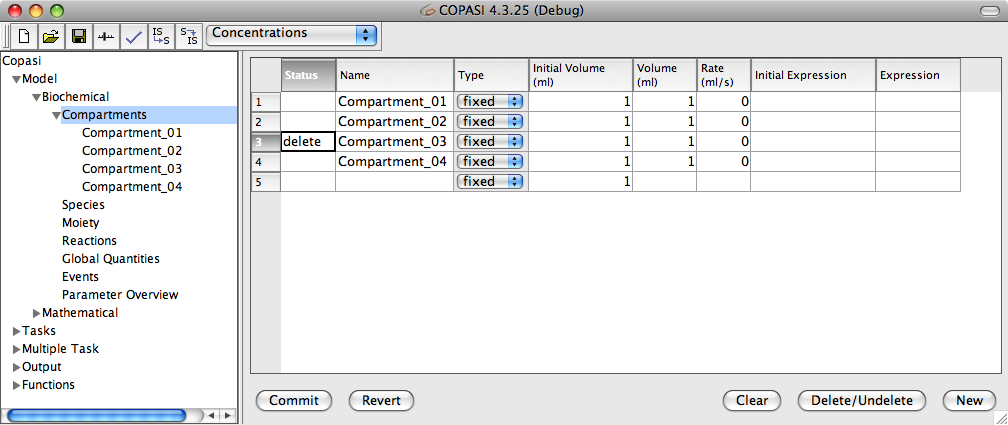 COPASI 4.3.25 (Debug)
IS S Concentrations
S IS
Copasi
Model
Biochemical
Compartments
Compartment_01
Compartment_02
Compartment_03
Compartment_04
Species
Moiety
Reactions
Global Quantities
Events
Parameter Overview
Mathematical
Tasks
Multiple Task
Output
Functions
Status Name Type Initial Volume (ml) Volume (ml) Rate (ml/s) Initial Expression Expression
1 Compartment_01 fixed 1 1 0
2 Compartment_02 fixed 1 1 0
3 delete Compartment_03 fixed 1 1 0
4 Compartment_04 fixed 1 1 0
5 fixed 1
Commit Revert Clear Delete/Undelete New